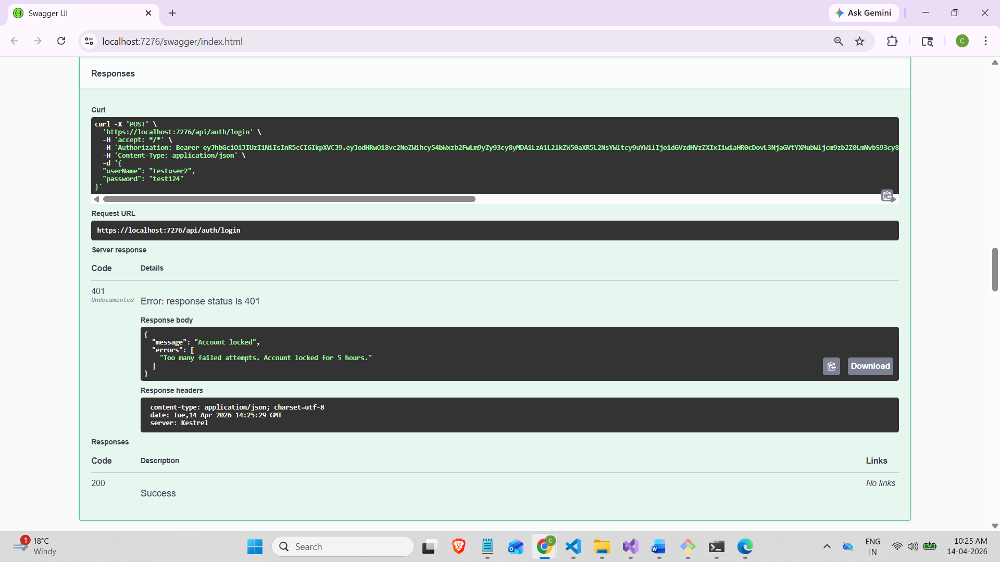 Swagger UI
Ask Gemini
localhost:7276/swagger/index.html
C
Responses
Curl
curl -X 'POST' \
'https://localhost:7276/api/auth/login' \
-H 'accept: */*' \
-H 'Authorization: Bearer eyJhbGciOiJIUzI1NiIsInR5cCI6IkpXVCJ9.eyJodHRwOi8vc2NoZW1hcy54bWxzb2FwLm9yZy93cy8yMDA1LzA1L2lkZW50aXR5L2NsYWltcy9uYW1lIjoidGVzdHVzZXIxIiwiaHR0cDovL3NjaGVtYXMubWljcm9zb2Z0LmNvbS93cy8
-H 'Content-Type: application/json' \
-d '{
"userName": "testuser2",
"password": "test124"
}'
Request URL
https://localhost:7276/api/auth/login
Server response
Code Details
401
Undocumented
Error: response status is 401
Response body
{
"message": "Account locked",
"errors": [
"Too many failed attempts. Account locked for 5 hours."
]
}
Download
Response headers
content-type: application/json; charset=utf-8
date: Tue,14 Apr 2026 14:25:29 GMT
server: Kestrel
Responses
Code Description Links
200 No links
Success
1
18°C
Windy
Search
C
ENG
IN
10:25 AM
14-04-2026